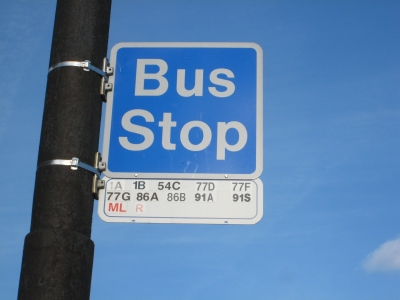 Bus
Stop
1A 1B 54C 77D 77F
77G 86A 86B 91A 91S
ML R